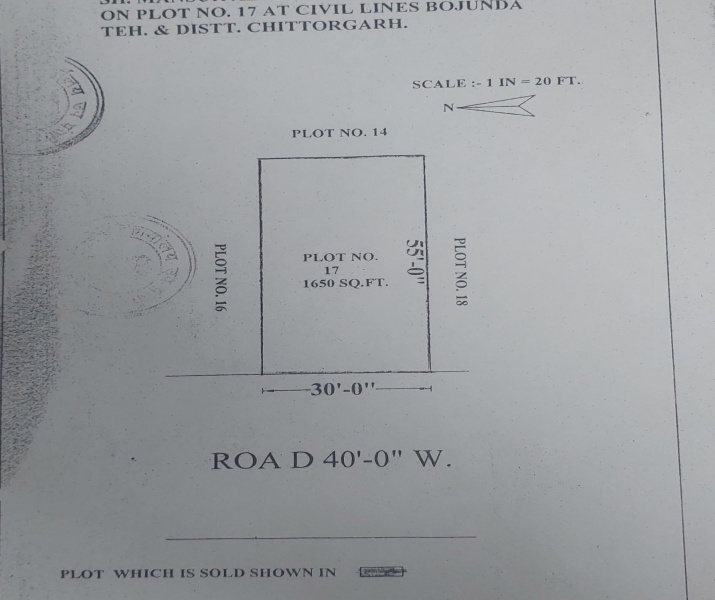 ON PLOT NO. 17 AT CIVIL LINES BOJUNDA
TEH. & DISTT. CHITTORGARH.
SCALE :- 1 IN = 20 FT.
N
PLOT NO. 14
PLOT NO. 16
PLOT NO.
17
1650 SQ.FT.
55'-0"
PLOT NO. 18
30'-0"
ROA D 40'-0" W.
PLOT WHICH IS SOLD SHOWN IN